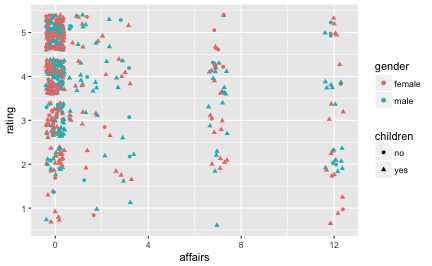 5
4
3
2
1
rating
0
4
8
12
affairs
gender
female
male
children
no
yes